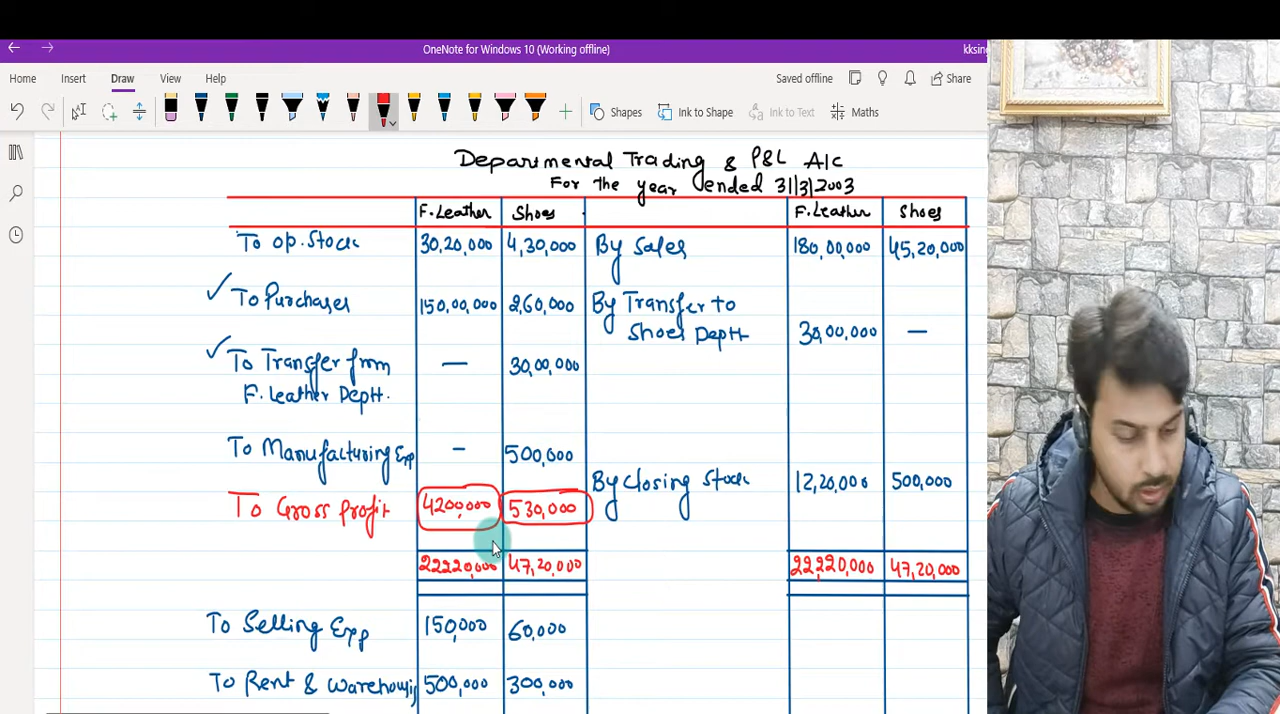 OneNote for Windows 10 (Working offline)
kksing
Home Insert Draw View Help
Saved offline Share
Shapes Ink to Shape Ink to Text Maths
Departmental Trading & P&L A/C
For the year ended 31/3/2003
F.Leather Shoes F.Leather Shoes
To op. Stock 30,20,000 4,30,000 By Sales 180,00,000 45,20,000
To Purchases 150,00,000 2,60,000 By Transfer to
Shoes Deptt 30,00,000 —
To Transfer from — 30,00,000
F. Leather Deptt.
To Manufacturing Exp - 500,000
By Closing Stock 12,20,000 500,000
To Gross profit 4200,000 530,000
22220,000 47,20,000 22,220,000 47,20,000
To Selling Exp 150,000 60,000
To Rent & warehousing 500,000 300,000